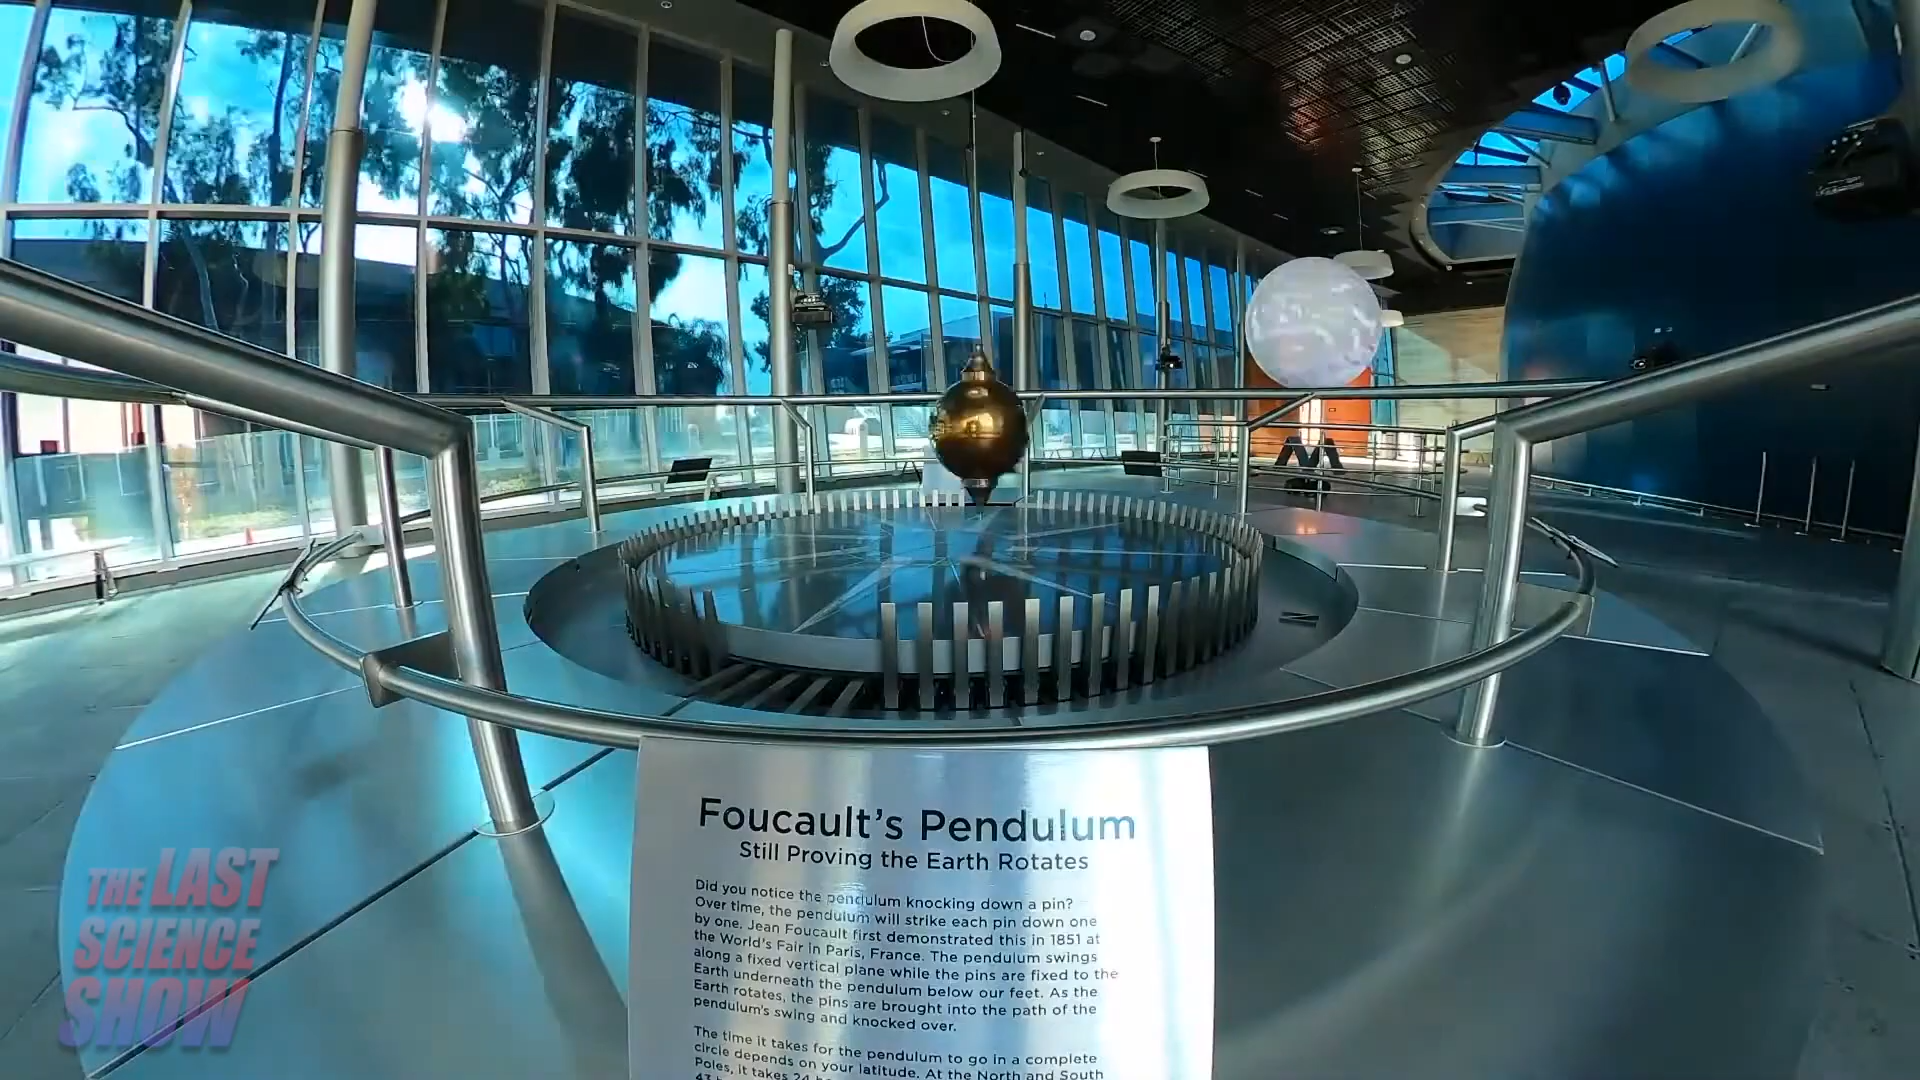 Foucault's Pendulum
Still Proving the Earth Rotates
Did you notice the pendulum knocking down a pin?
Over time, the pendulum will strike each pin down one
by one. Jean Foucault first demonstrated this in 1851 at
the World's Fair in Paris, France. The pendulum swings
along a fixed vertical plane while the pins are fixed to the
Earth underneath the pendulum below our feet. As the
Earth rotates, the pins are brought into the path of the
pendulum's swing and knocked over.
The time it takes for the pendulum to go in a complete
circle depends on your latitude. At the North and South
Poles, it takes 24
THE LAST
SCIENCE
SHOW